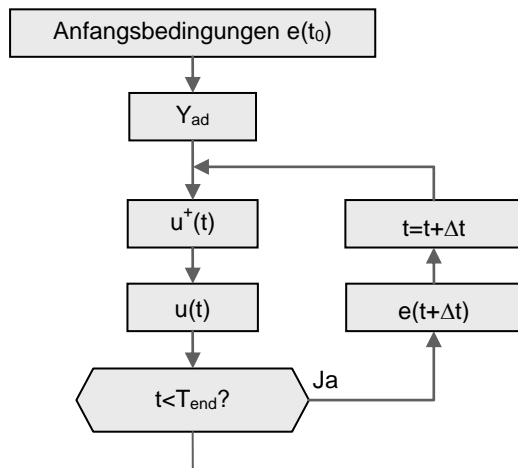 Anfangsbedingungen e(t₀)
Y_ad
u⁺(t)
t=t+Δt
u(t)
e(t+Δt)
t<T_end?
Ja